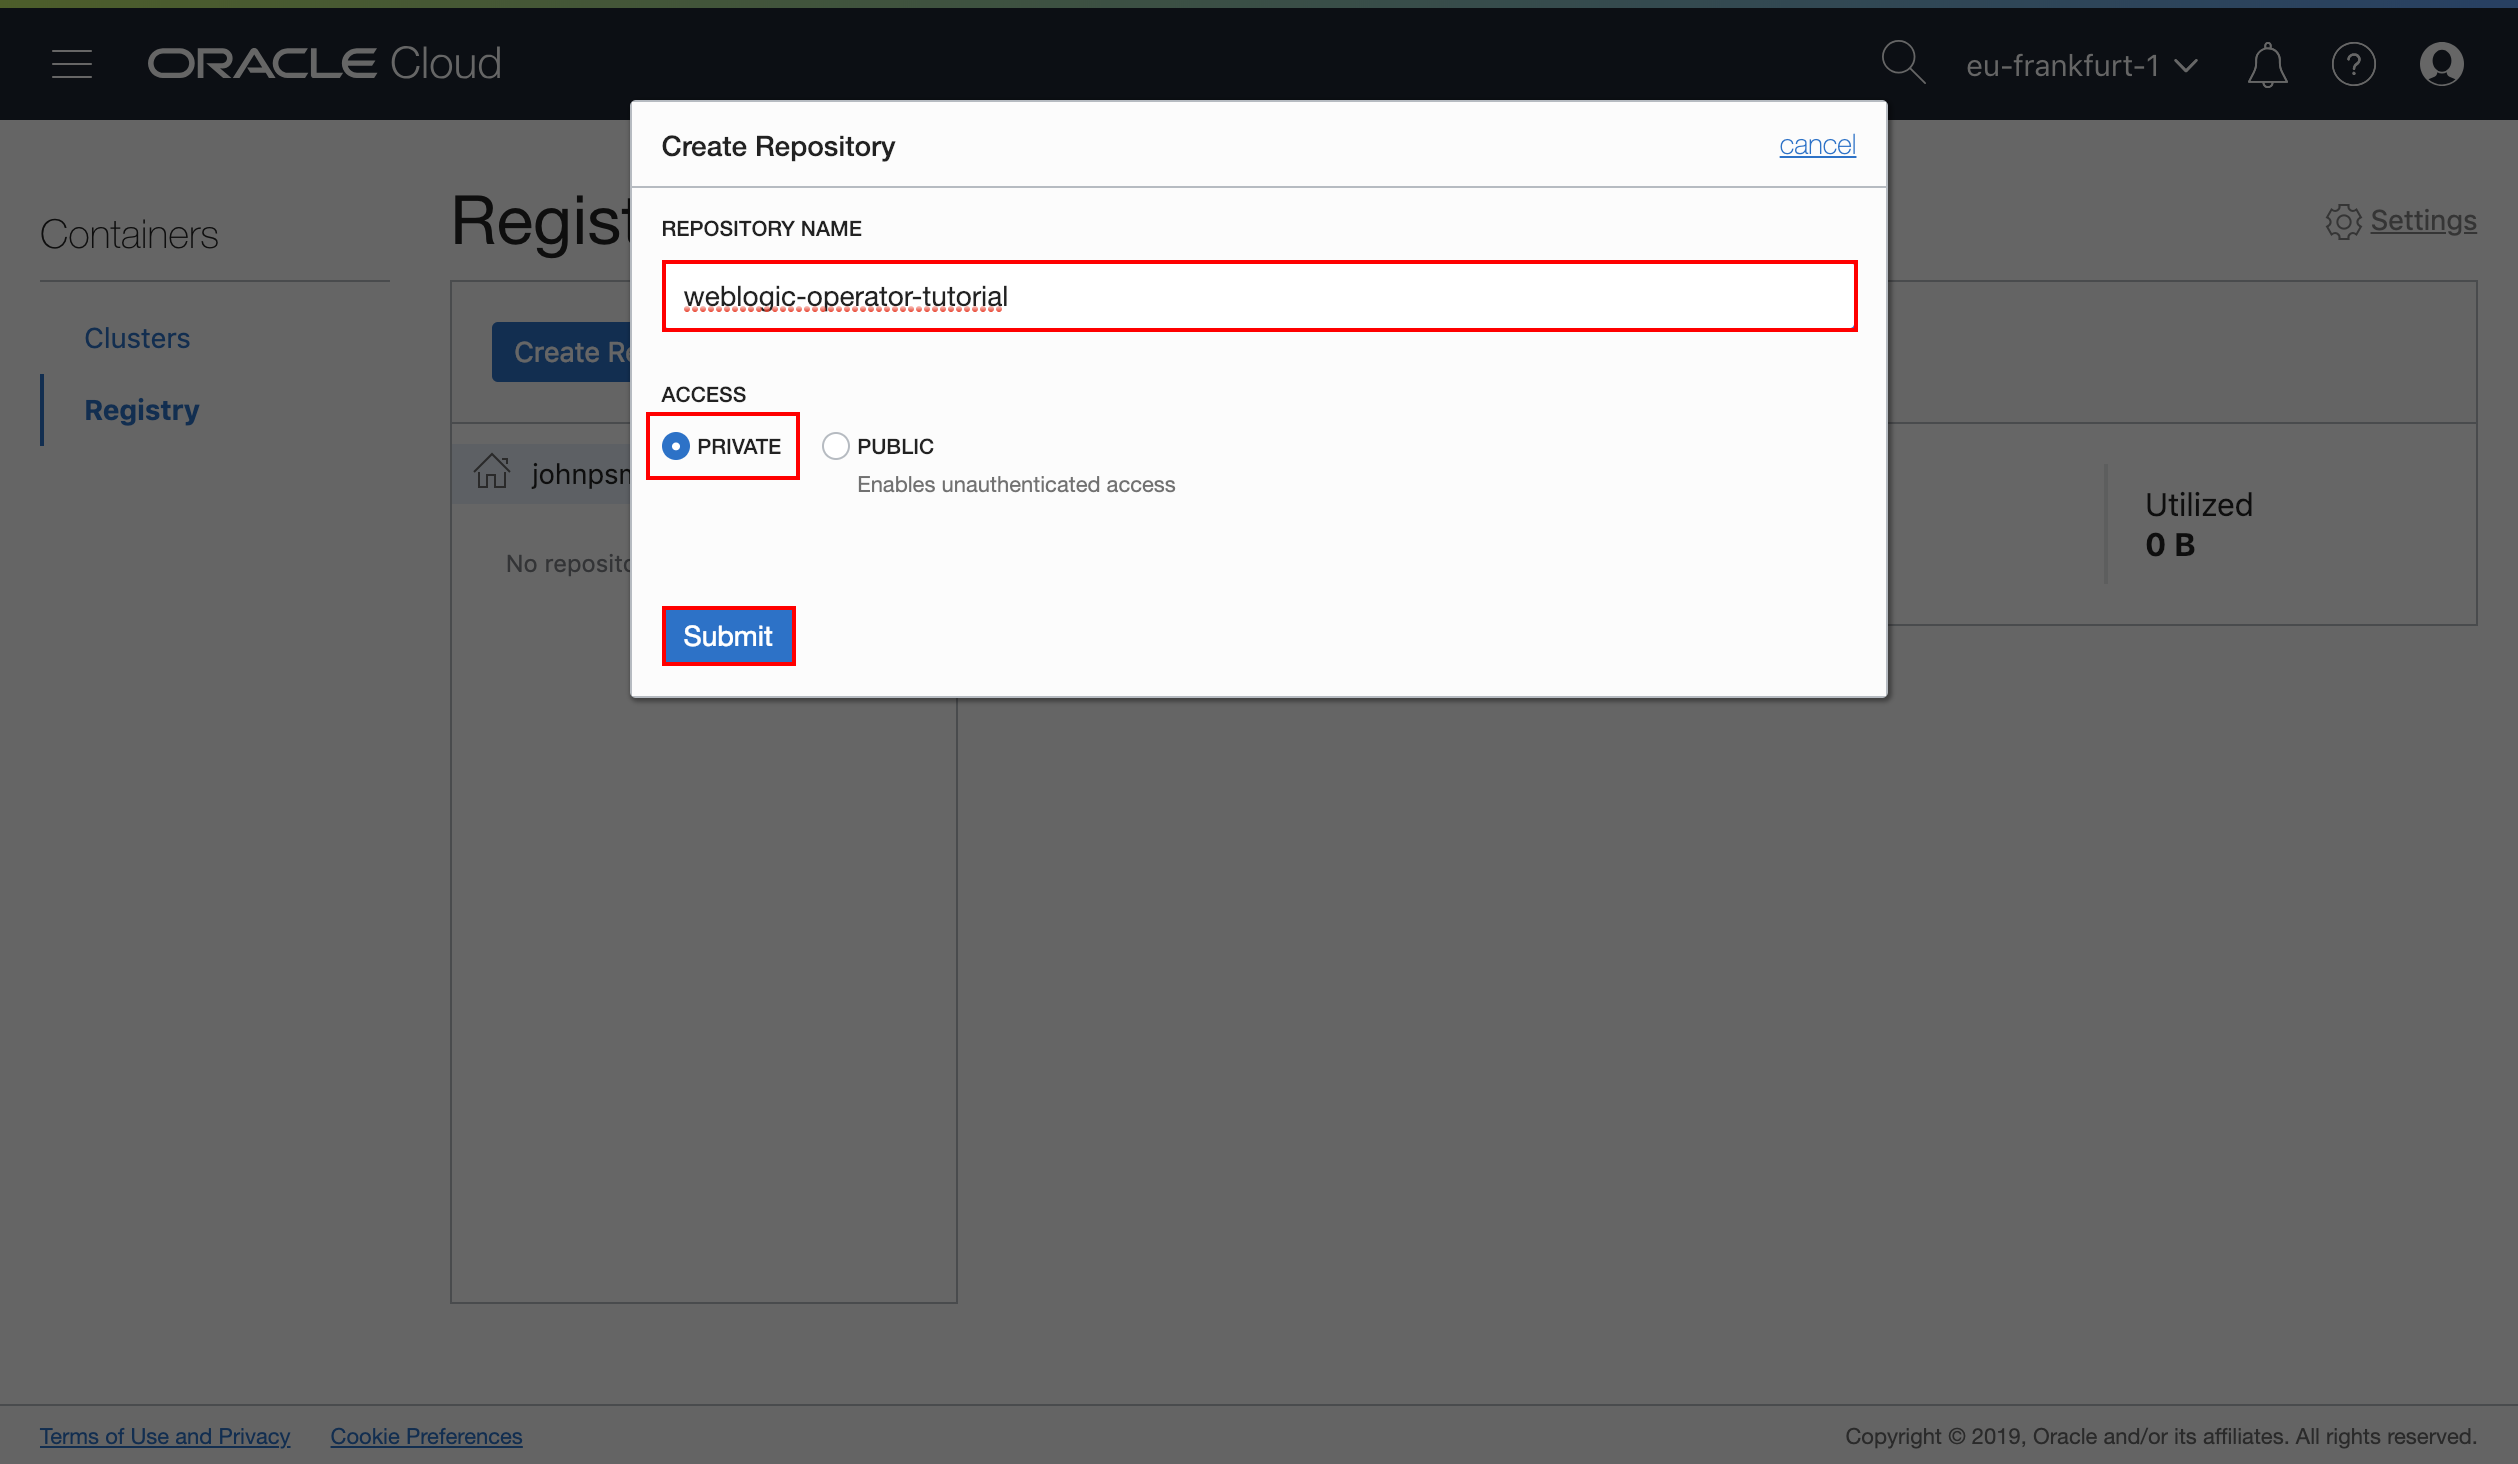 ORACLE Cloud
eu-frankfurt-1
?
Containers
Clusters
Registry
Regist
Settings
Create Re
johnpsm
No reposito
Utilized
0 B
Create Repository
cancel
REPOSITORY NAME
weblogic-operator-tutorial
ACCESS
PRIVATE
PUBLIC
Enables unauthenticated access
Submit
Terms of Use and Privacy
Cookie Preferences
Copyright © 2019, Oracle and/or its affiliates. All rights reserved.